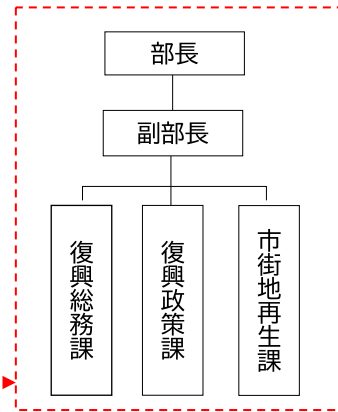 部長
副部長
復興総務課
復興政策課
市街地再生課